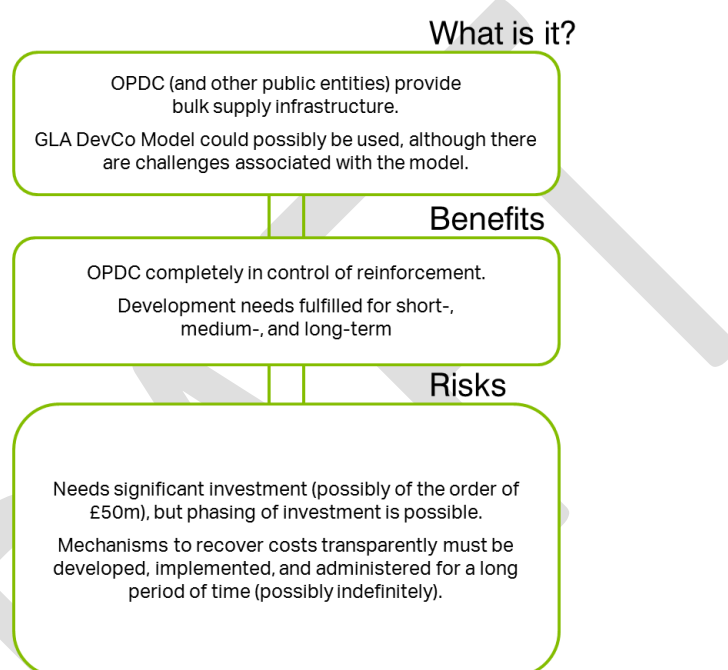 What is it?
OPDC (and other public entities) provide
bulk supply infrastructure.
GLA DevCo Model could possibly be used, although there
are challenges associated with the model.
Benefits
OPDC completely in control of reinforcement.
Development needs fulfilled for short-,
medium-, and long-term
Risks
Needs significant investment (possibly of the order of
£50m), but phasing of investment is possible.
Mechanisms to recover costs transparently must be
developed, implemented, and administered for a long
period of time (possibly indefinitely).